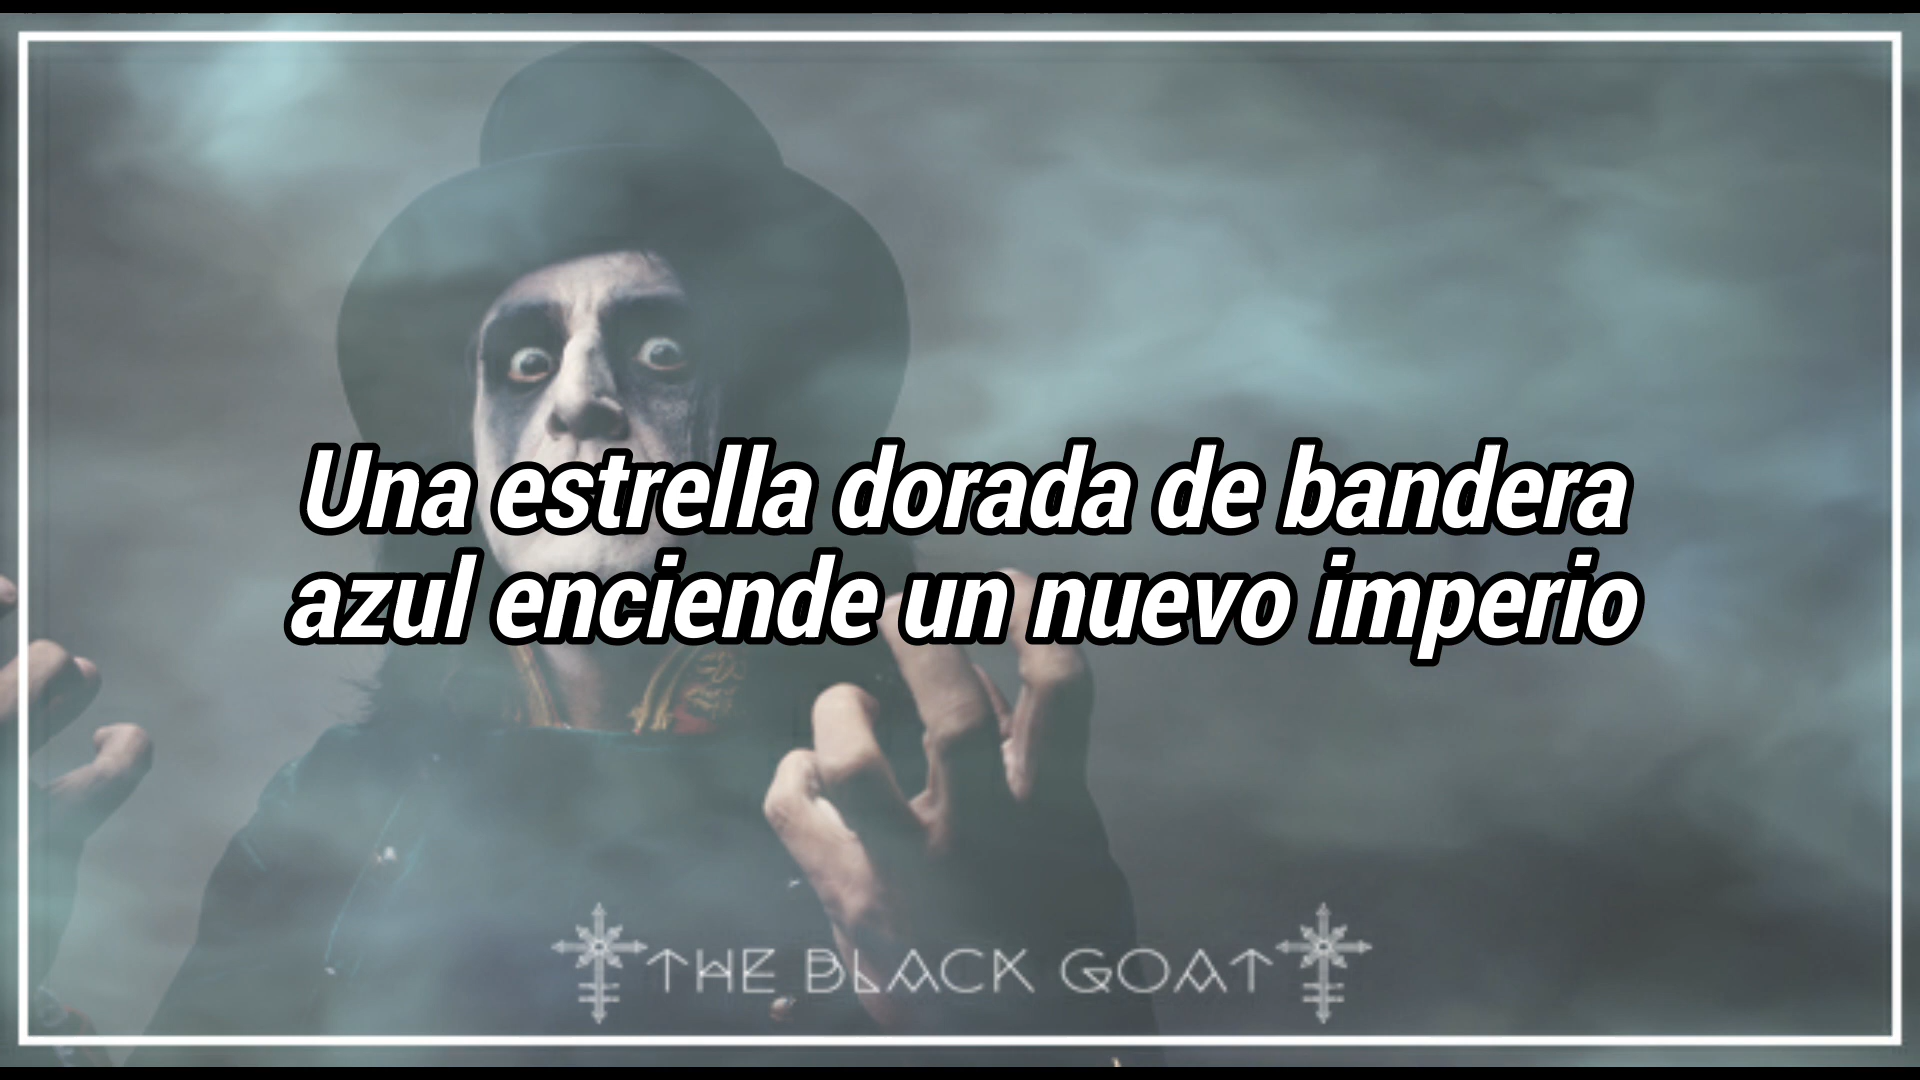 Una estrella dorada de bandera
azul enciende un nuevo imperio
THE BLACK GOAT